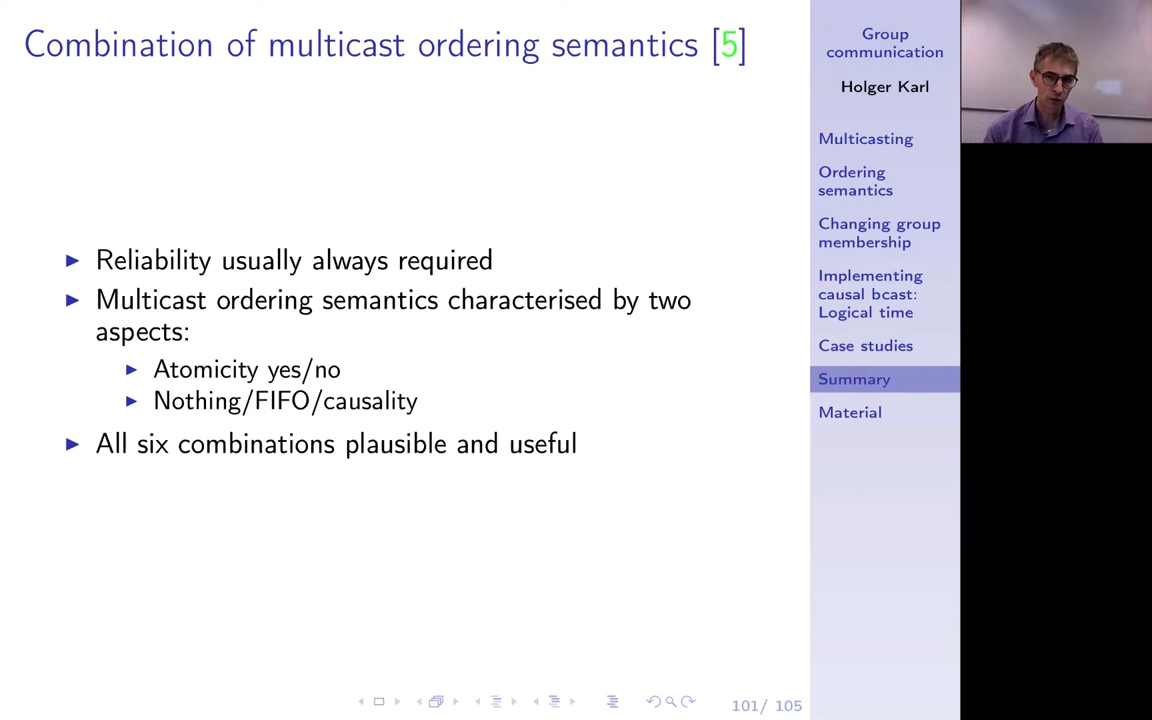 Combination of multicast ordering semantics [5]
Reliability usually always required
Multicast ordering semantics characterised by two
aspects:
Atomicity yes/no
Nothing/FIFO/causality
All six combinations plausible and useful
101/ 105
Group
communication
Holger Karl
Multicasting
Ordering
semantics
Changing group
membership
Implementing
causal bcast:
Logical time
Case studies
Summary
Material